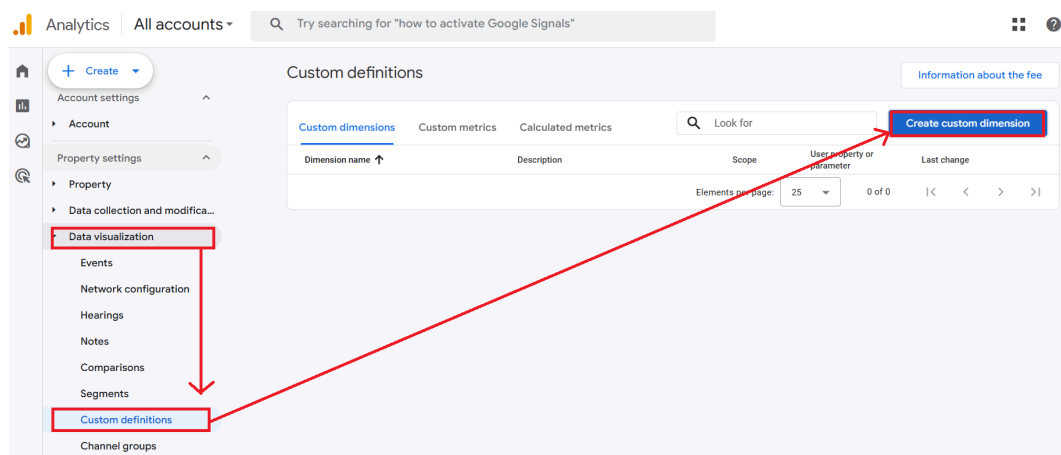 Analytics
All accounts
Try searching for "how to activate Google Signals"
Create
Account settings
Account
Property settings
Property
Data collection and modifica...
Data visualization
Events
Network configuration
Hearings
Notes
Comparisons
Segments
Custom definitions
Channel groups
Custom definitions
Information about the fee
Custom dimensions
Custom metrics
Calculated metrics
Look for
Create custom dimension
Dimension name
Description
Scope
User property or
parameter
Last change
Elements per page:
25
0 of 0